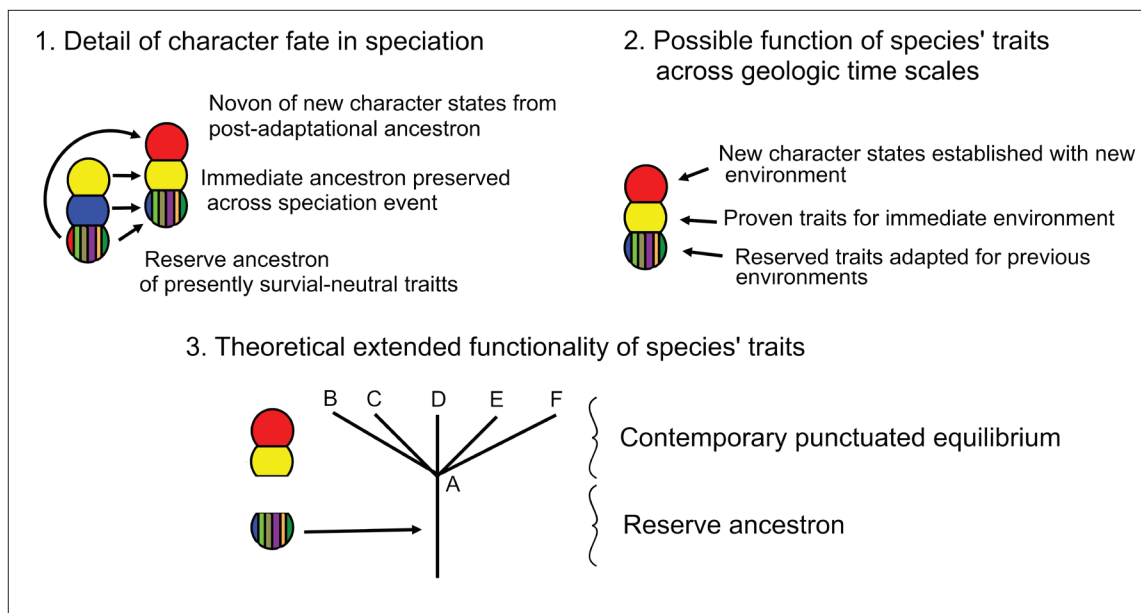 1. Detail of character fate in speciation
Novon of new character states from
post-adaptational ancestron
Immediate ancestron preserved
across speciation event
Reserve ancestron
of presently survial-neutral traitts
2. Possible function of species' traits
across geologic time scales
New character states established with new
environment
Proven traits for immediate environment
Reserved traits adapted for previous
environments
3. Theoretical extended functionality of species' traits
B C D E F
A
Contemporary punctuated equilibrium
Reserve ancestron